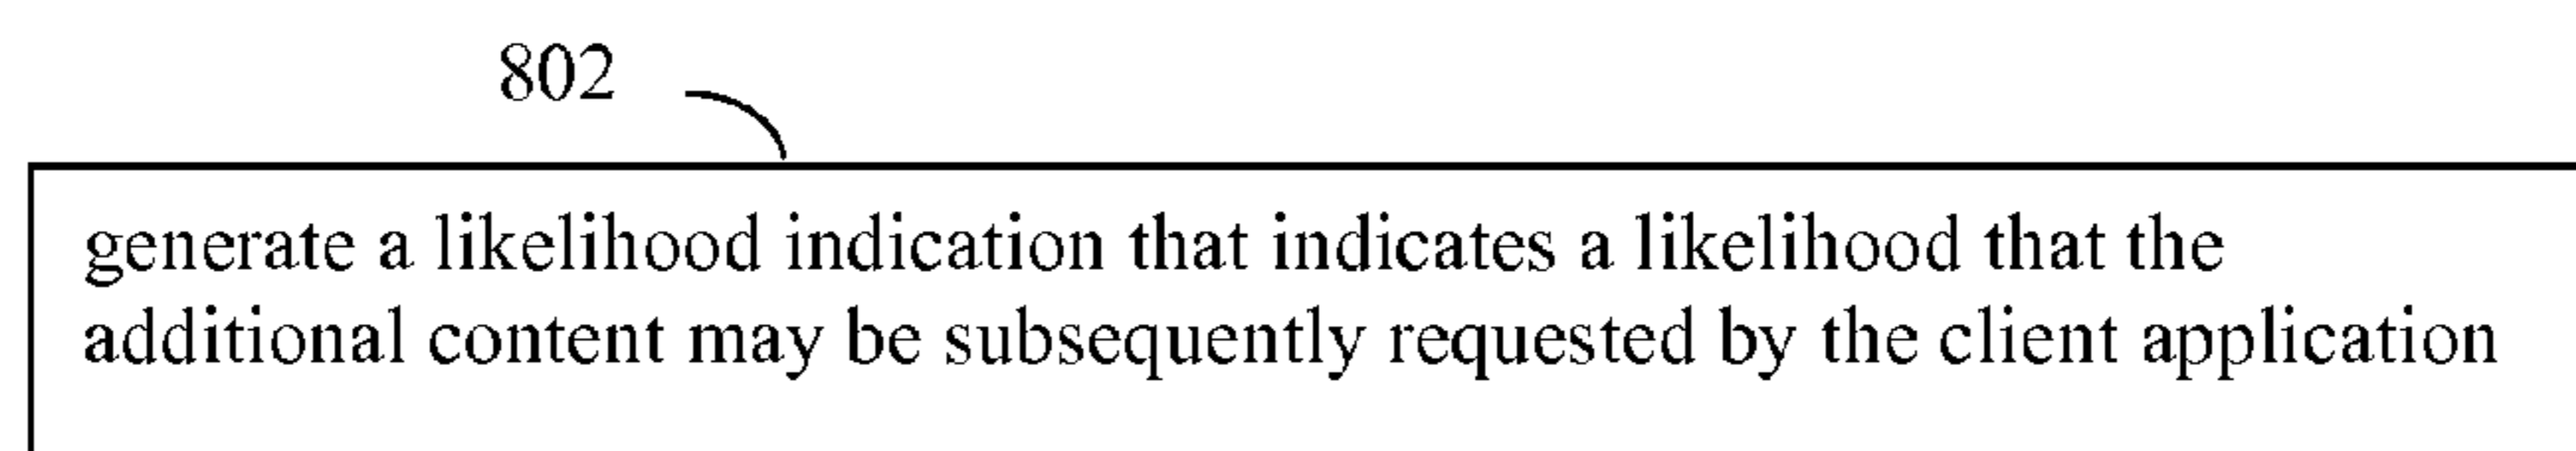 802
generate a likelihood indication that indicates a likelihood that the
additional content may be subsequently requested by the client application